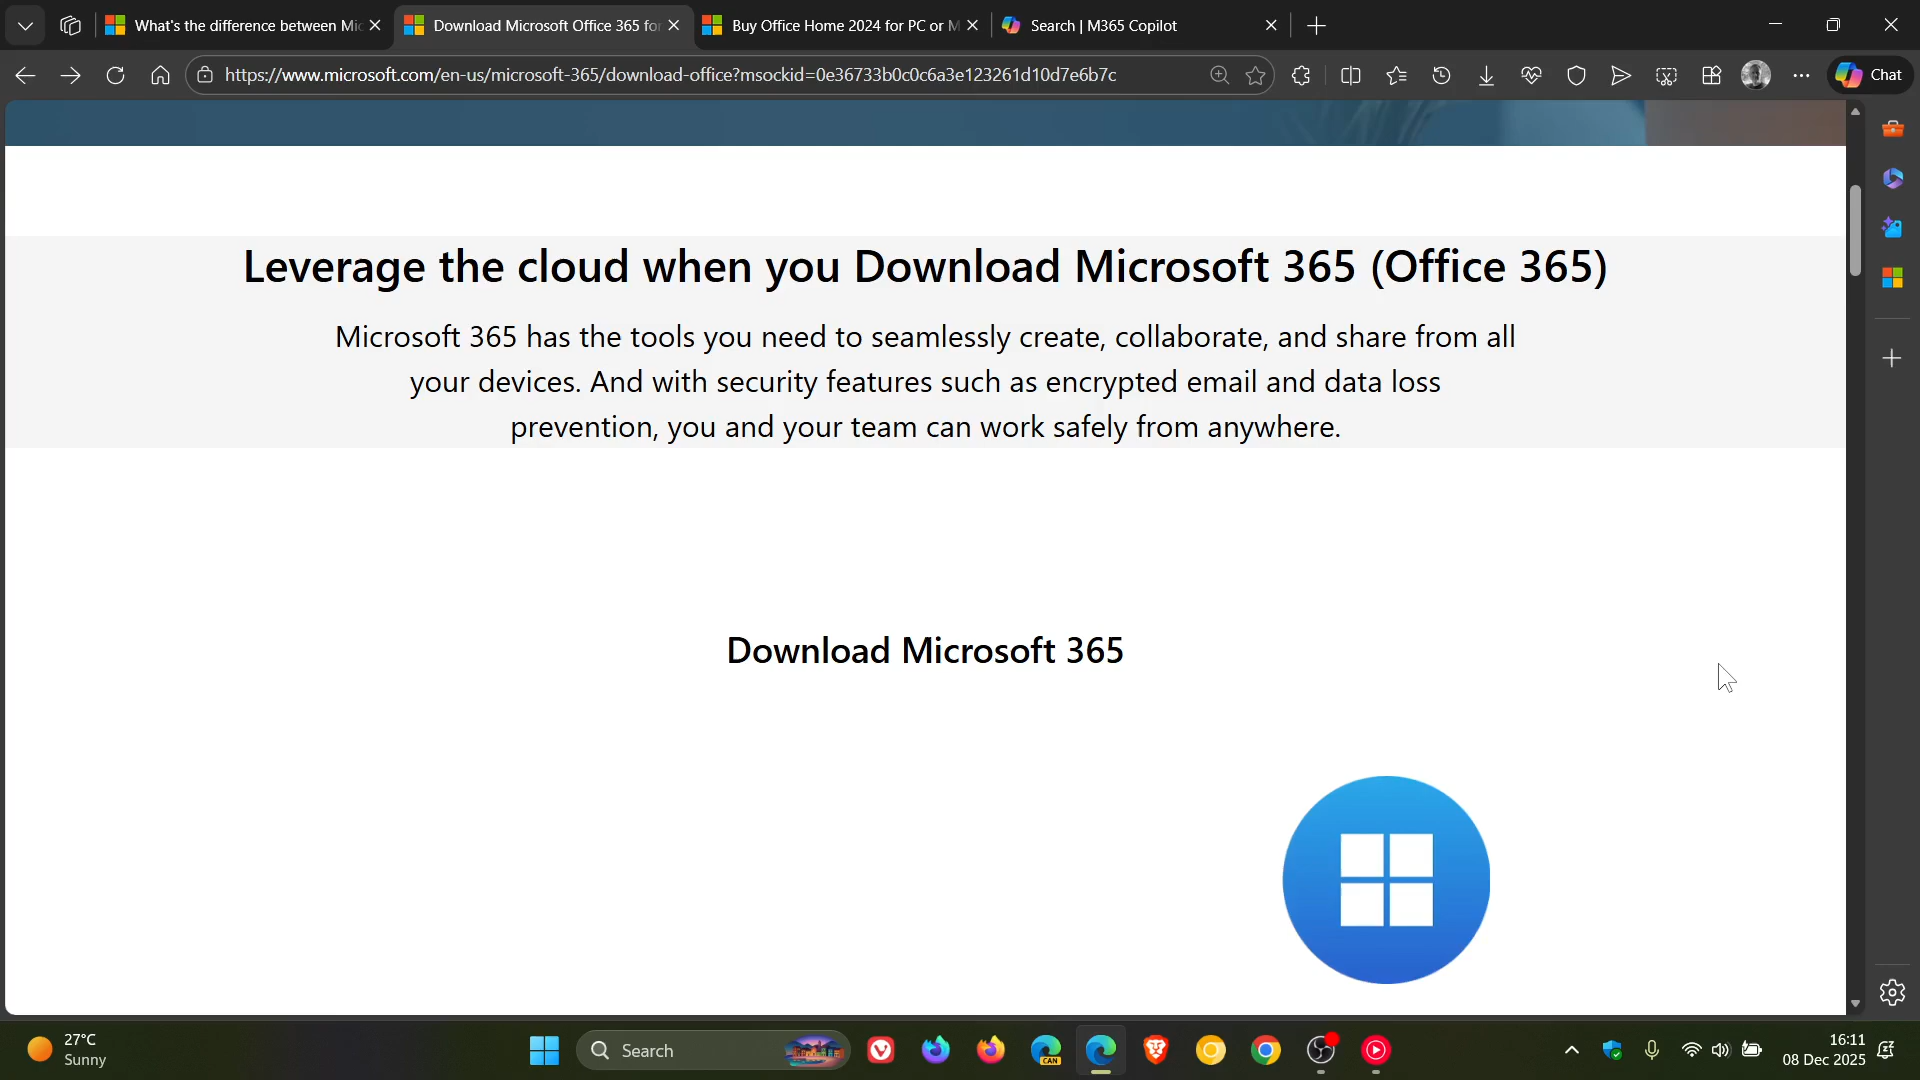 What's the difference between Mic
Download Microsoft Office 365 for
Buy Office Home 2024 for PC or M
Search | M365 Copilot
https://www.microsoft.com/en-us/microsoft-365/download-office?msockid=0e36733b0c0c6a3e123261d10d7e6b7c
Chat
Leverage the cloud when you Download Microsoft 365 (Office 365)
Microsoft 365 has the tools you need to seamlessly create, collaborate, and share from all
your devices. And with security features such as encrypted email and data loss
prevention, you and your team can work safely from anywhere.
Download Microsoft 365
27°C
Sunny
Search
CAN
16:11
08 Dec 2025